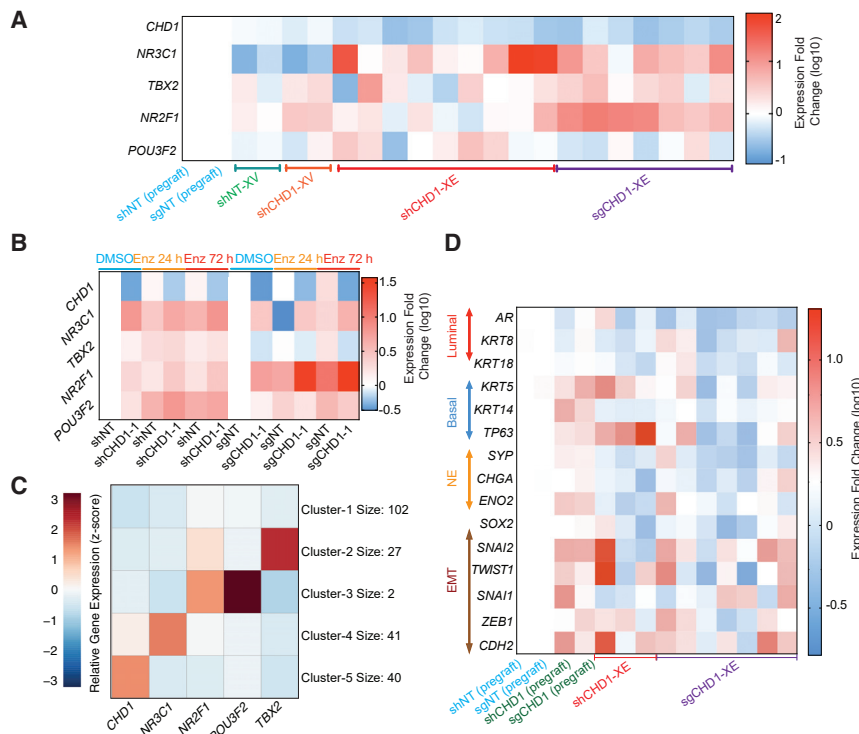 A
CHD1
NR3C1
TBX2
NR2F1
POU3F2
shNT (pregraft)
sgNT (pregraft)
shNT-XV
shCHD1-XV
shCHD1-XE
sgCHD1-XE
2
1
0
-1
Expression Fold
Change (log10)
B
DMSO Enz 24 h Enz 72 h DMSO Enz 24 h Enz 72 h
CHD1
NR3C1
TBX2
NR2F1
POU3F2
shNT
shCHD1-1
shNT
shCHD1-1
shNT
shCHD1-1
sgNT
sgCHD1-1
sgNT
sgCHD1-1
sgNT
sgCHD1-1
1.5
1.0
0.5
0
-0.5
Expression Fold
Change (log10)
C
3
2
1
0
−1
−2
−3
Relative Gene Expression (z-score)
Cluster-1 Size: 102
Cluster-2 Size: 27
Cluster-3 Size: 2
Cluster-4 Size: 41
Cluster-5 Size: 40
CHD1
NR3C1
NR2F1
POU3F2
TBX2
D
Luminal
Basal
NE
EMT
AR
KRT8
KRT18
KRT5
KRT14
TP63
SYP
CHGA
ENO2
SOX2
SNAI2
TWIST1
SNAI1
ZEB1
CDH2
shNT (pregraft)
sgNT (pregraft)
shCHD1 (pregraft)
sgCHD1 (pregraft)
shCHD1-XE
sgCHD1-XE
1.0
0.5
0
-0.5
Expression Fold Change (log10)